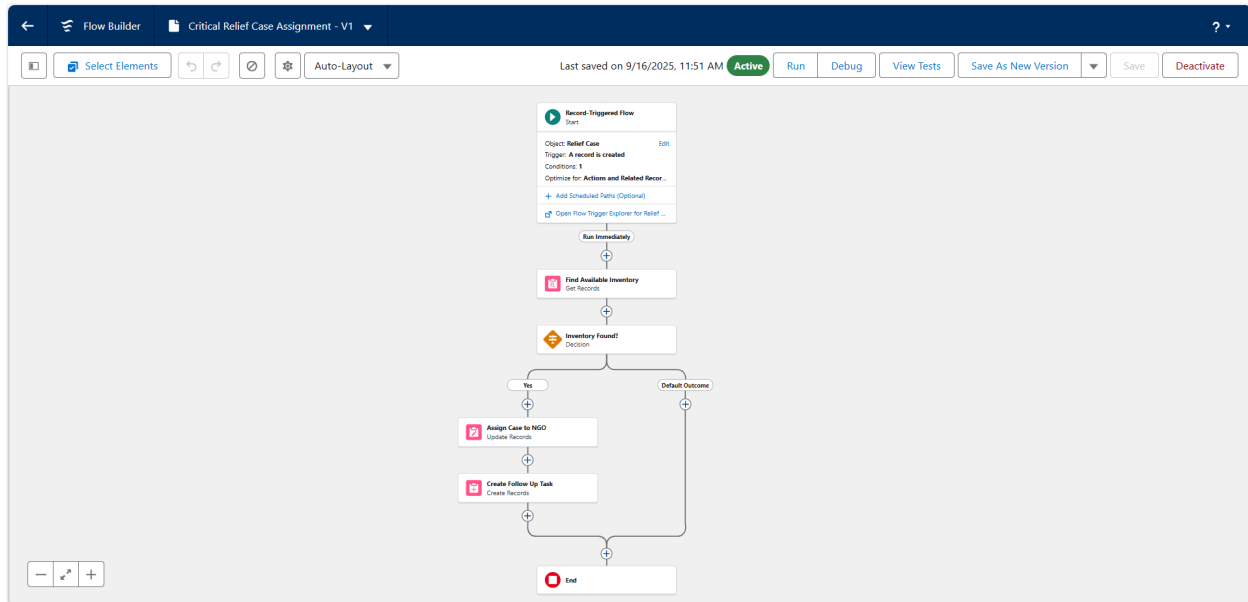 Flow Builder
Critical Relief Case Assignment - V1
?
Select Elements
Auto-Layout
Last saved on 9/16/2025, 11:51 AM
Active
Run
Debug
View Tests
Save As New Version
Save
Deactivate
Record-Triggered Flow
Start
Object: Relief Case
Edit
Trigger: A record is created
Conditions: 1
Optimize for: Actions and Related Recor...
+ Add Scheduled Paths (Optional)
Open Flow Trigger Explorer for Relief ...
Run Immediately
Find Available Inventory
Get Records
Inventory Found?
Decision
Yes
Default Outcome
Assign Case to NGO
Update Records
Create Follow Up Task
Create Records
End